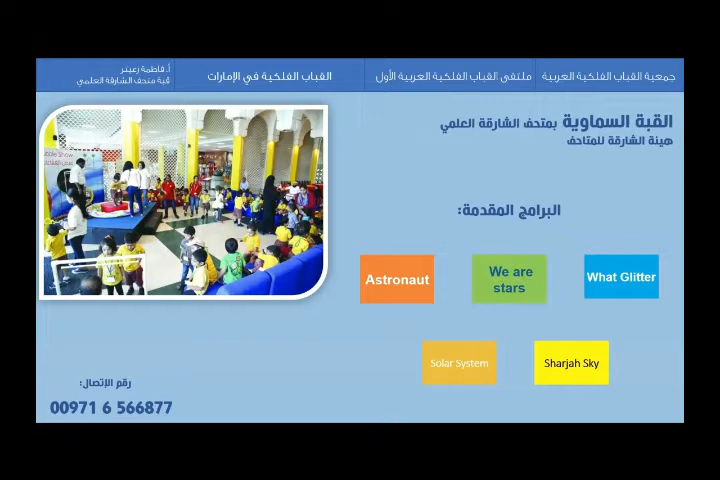 جمعية القباب الفلكية العربية
ملتقى القباب الفلكية العربية الأول
القباب الفلكية في الإمارات
أ. فاطمة زعيتر
قبة متحف الشارقة العلمي
القبة السماوية بمتحف الشارقة العلمي
هيئة الشارقة للمتاحف
البرامج المقدمة:
Astronaut
We are
stars
What Glitter
Solar System
Sharjah Sky
رقم الإتصال:
00971 6 566877